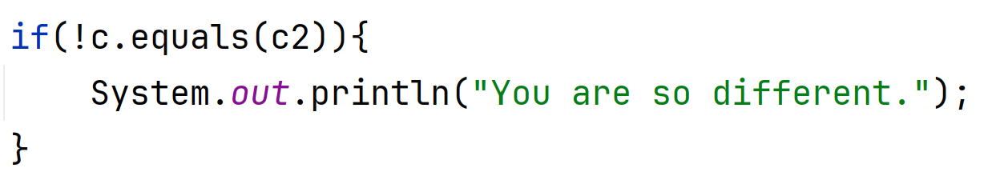 if(!c.equals(c2)){
    System.out.println("You are so different.");
}